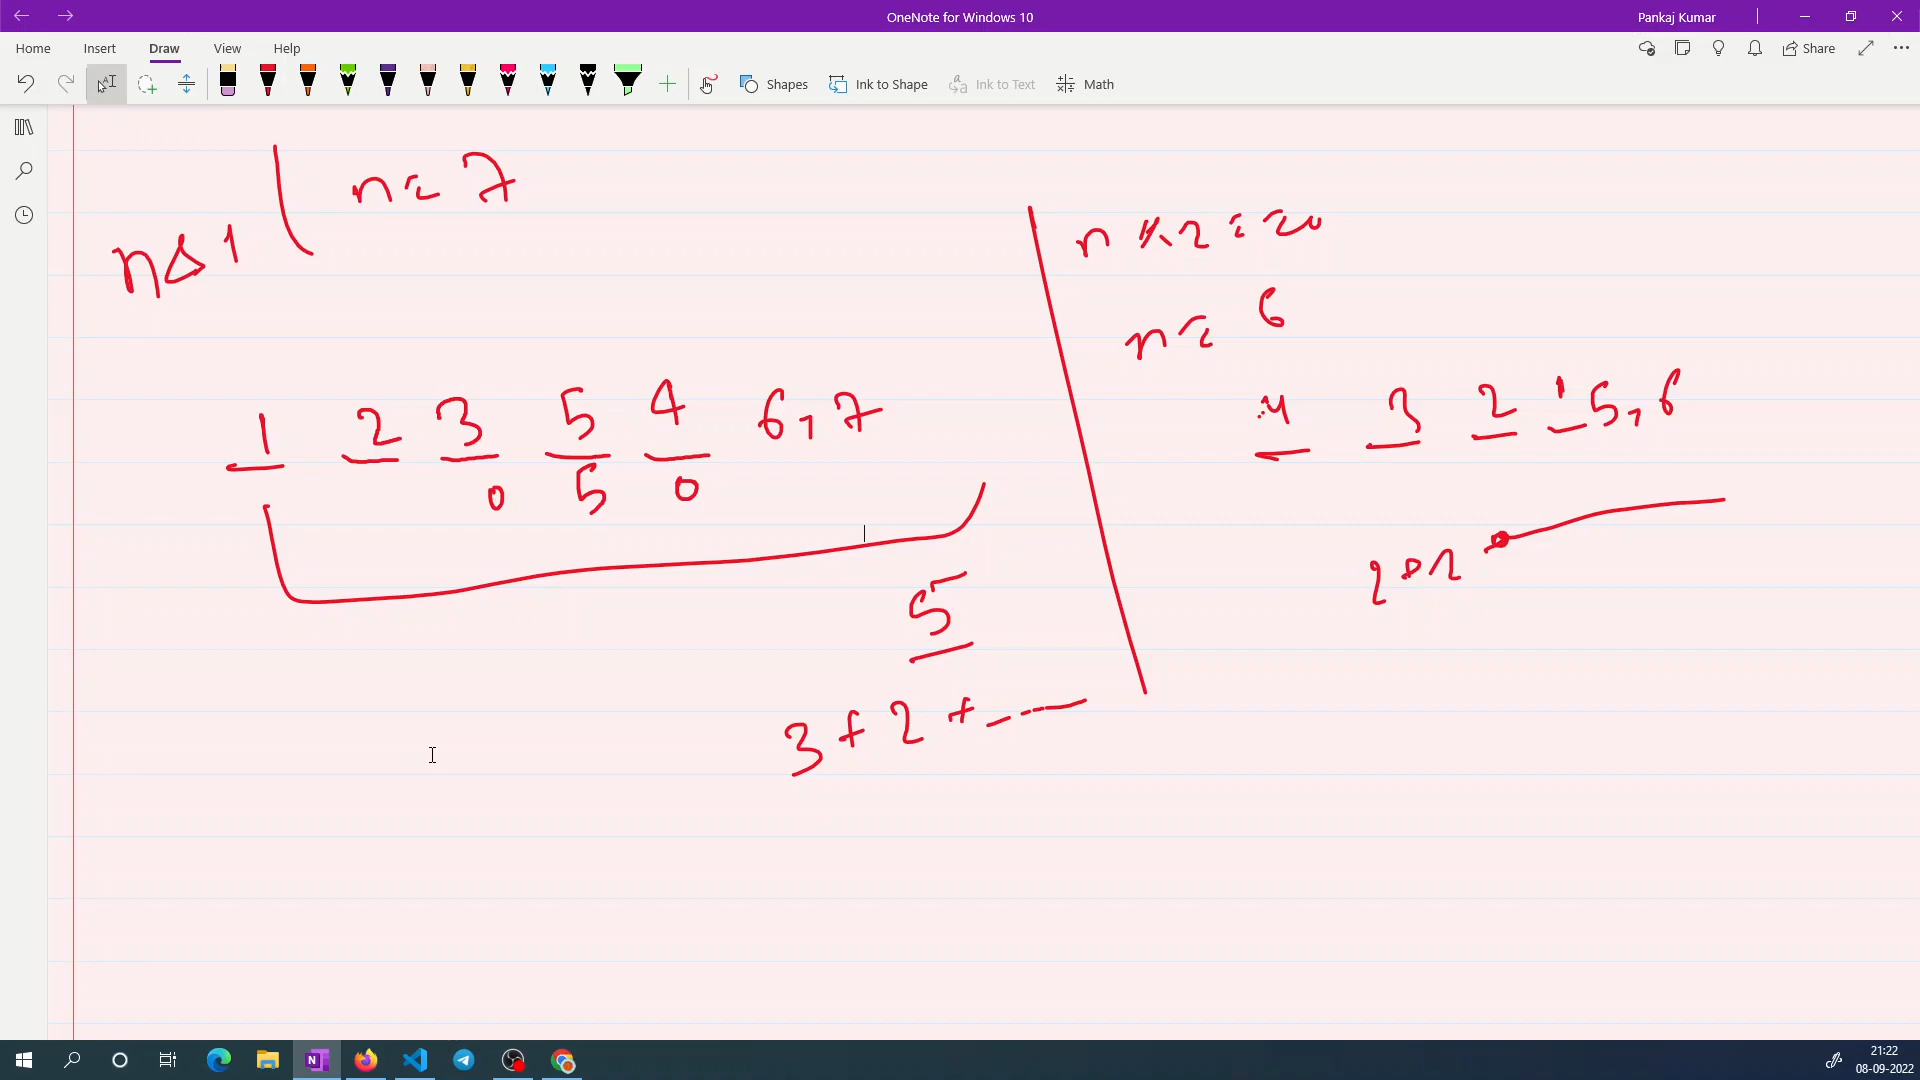 OneNote for Windows 10
Pankaj Kumar
Home Insert Draw View Help
Share
Shapes Ink to Shape Ink to Text Math
n = 7
n & 1
1 2 3 5 4 6, 7
0 5 0
5
3 + 2 +
n = 6
4 3 2 1 5, 6
21:22
08-09-2022